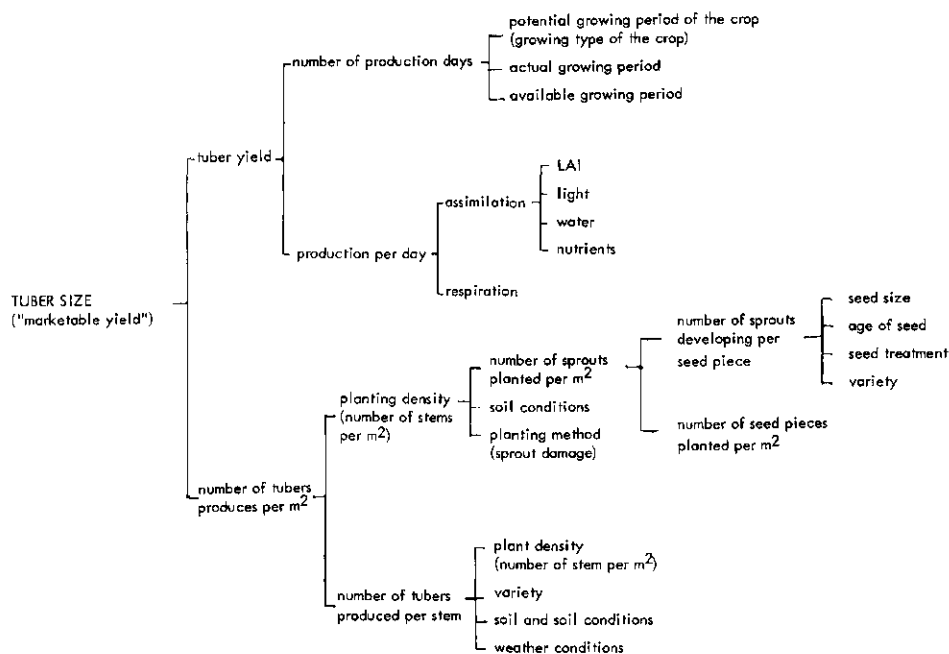 potential growing period of the crop
(growing type of the crop)
number of production days
actual growing period
available growing period
tuber yield
LAI
light
assimilation
water
nutrients
production per day
respiration
TUBER SIZE
("marketable yield")
seed size
number of sprouts
developing per
seed piece
age of seed
seed treatment
variety
number of sprouts
planted per m2
planting density
(number of stems
per m2)
soil conditions
planting method
(sprout damage)
number of seed pieces
planted per m2
number of tubers
produces per m2
plant density
(number of stem per m2)
number of tubers
produced per stem
variety
soil and soil conditions
weather conditions